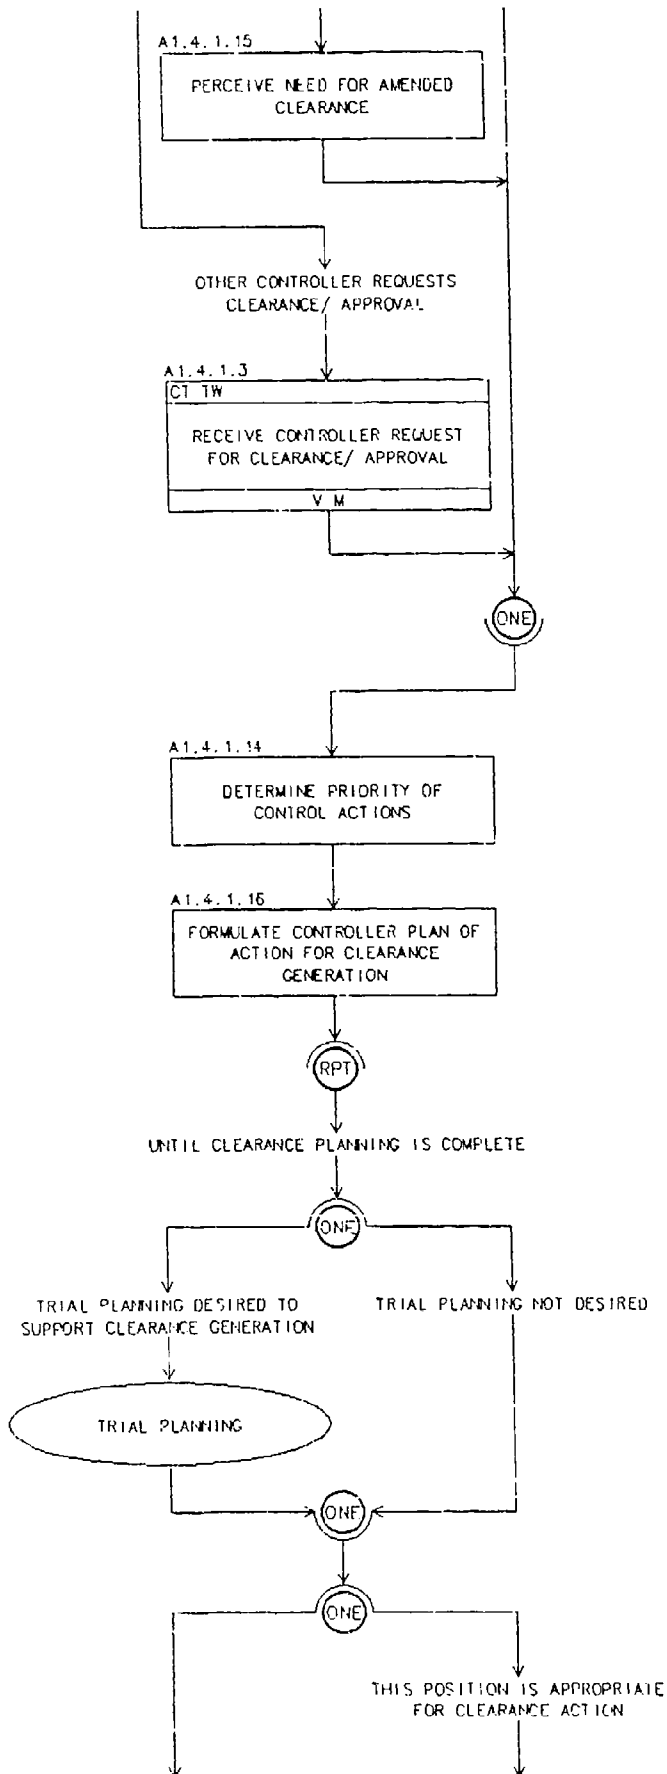 A1.4.1.15
PERCEIVE NEED FOR AMENDED
CLEARANCE
OTHER CONTROLLER REQUESTS
CLEARANCE/ APPROVAL
A1.4.1.3
CT TW
RECEIVE CONTROLLER REQUEST
FOR CLEARANCE/ APPROVAL
V M
ONE
A1.4.1.14
DETERMINE PRIORITY OF
CONTROL ACTIONS
A1.4.1.16
FORMULATE CONTROLLER PLAN OF
ACTION FOR CLEARANCE
GENERATION
RPT
UNTIL CLEARANCE PLANNING IS COMPLETE
ONE
TRIAL PLANNING DESIRED TO
SUPPORT CLEARANCE GENERATION
TRIAL PLANNING NOT DESIRED
TRIAL PLANNING
ONE
ONE
THIS POSITION IS APPROPRIATE
FOR CLEARANCE ACTION